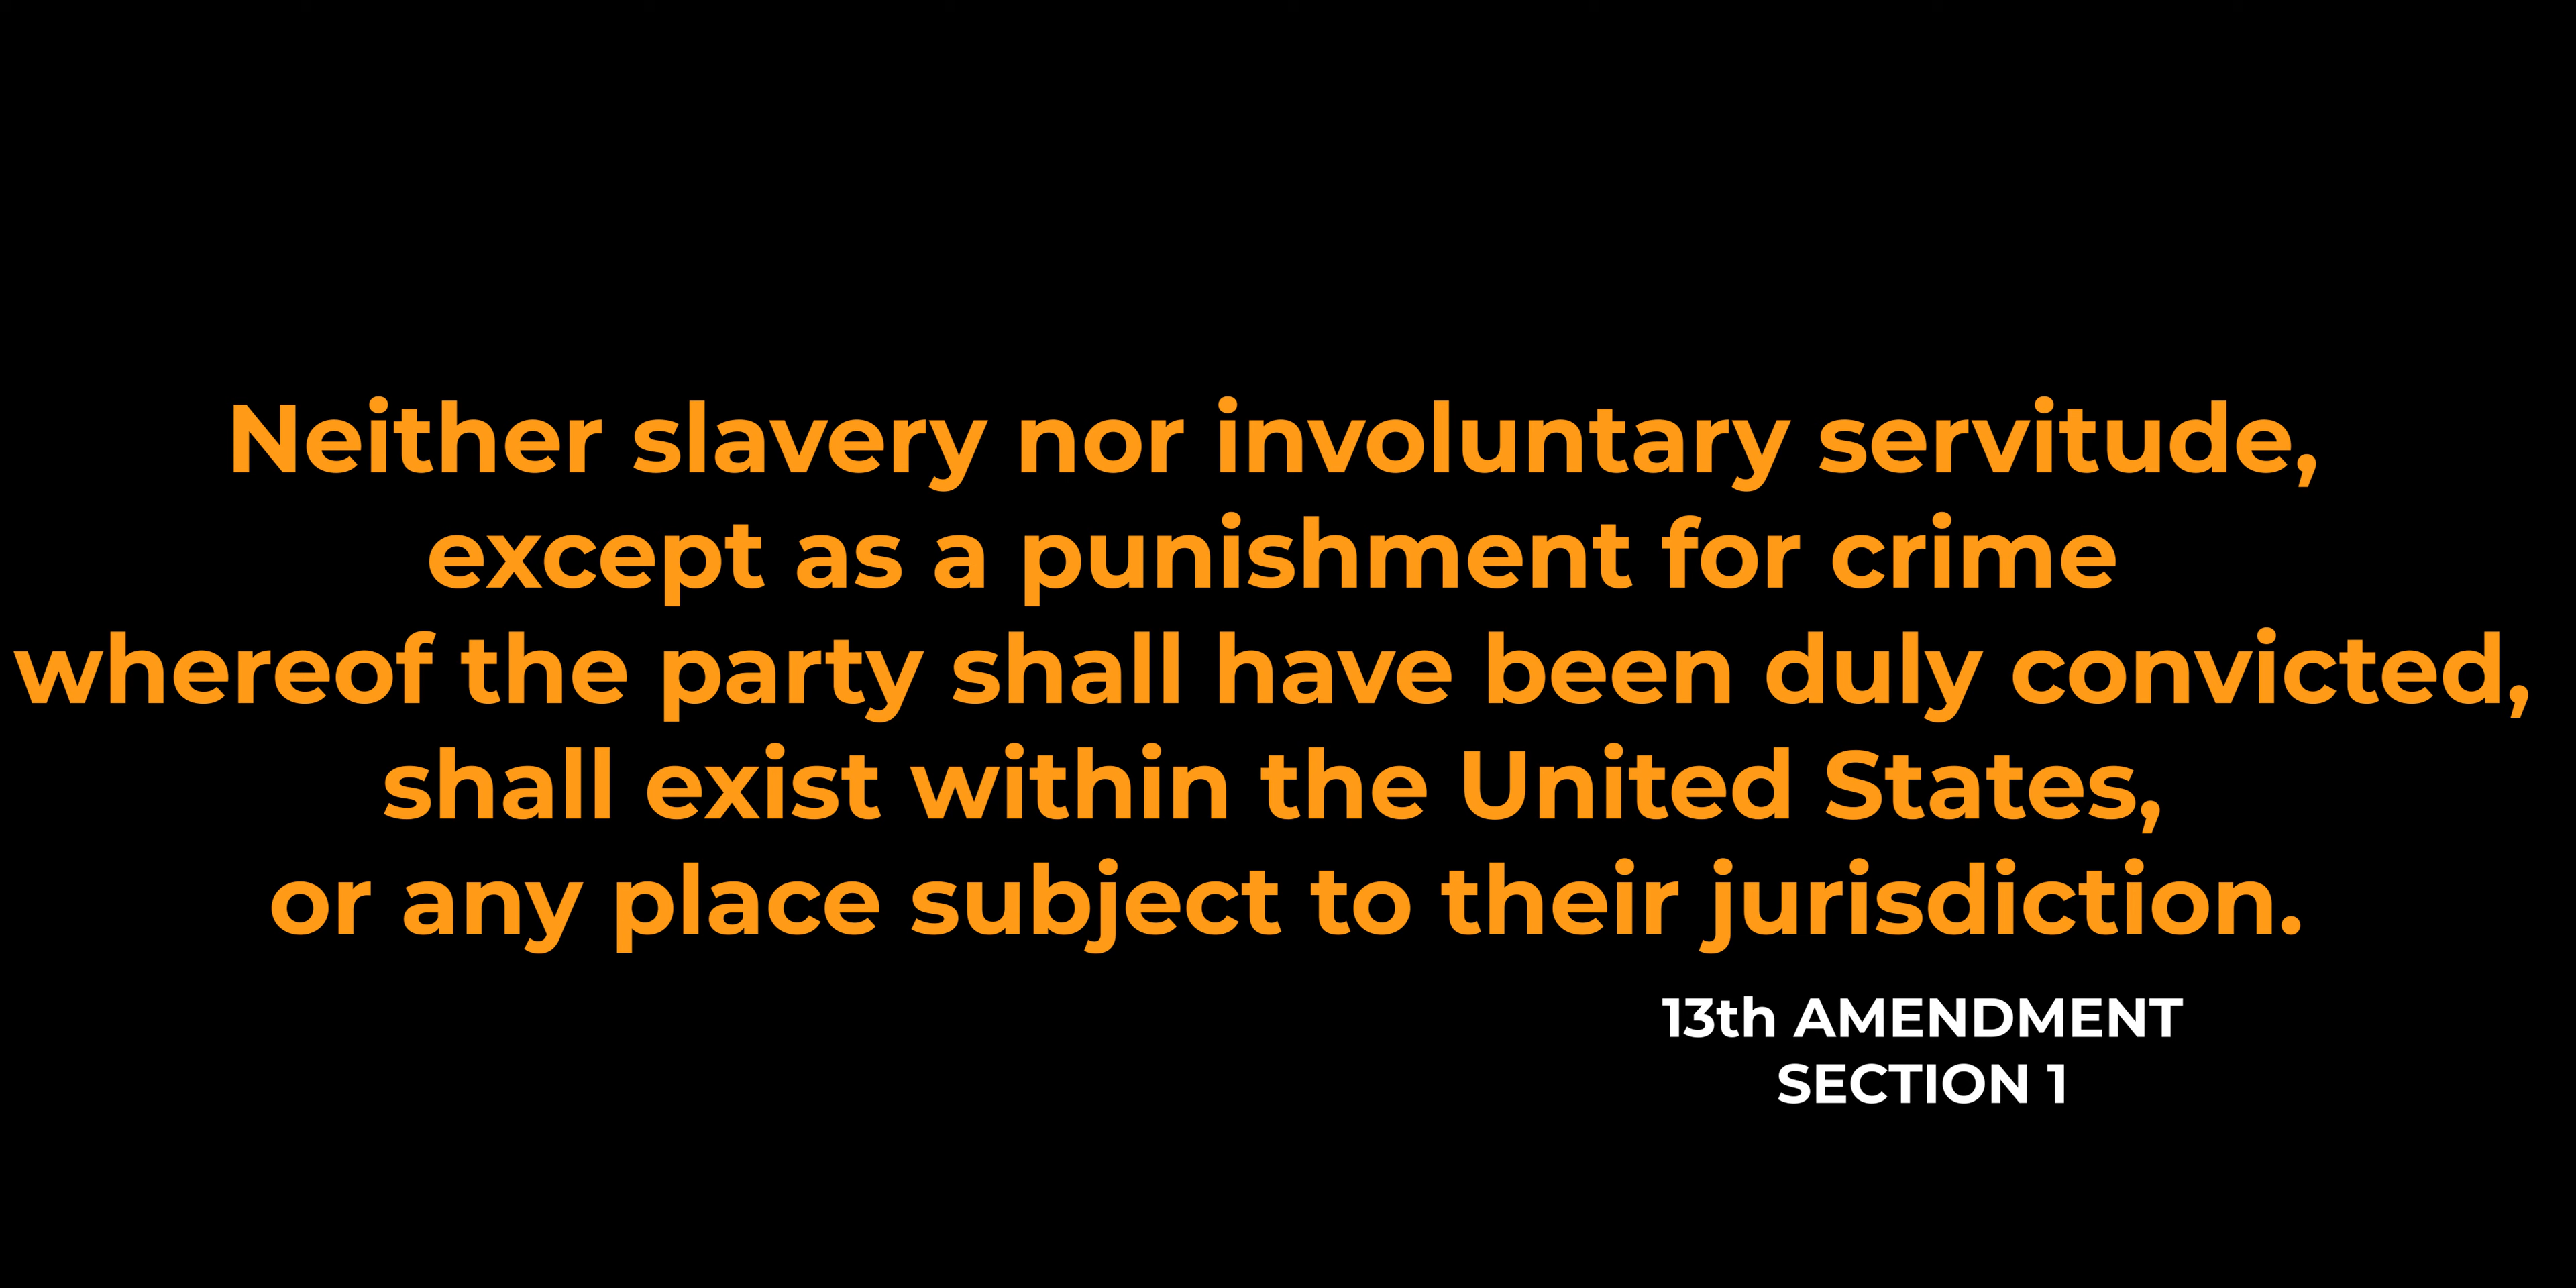 Neither slavery nor involuntary servitude,
except as a punishment for crime
whereof the party shall have been duly convicted,
shall exist within the United States,
or any place subject to their jurisdiction.
13th AMENDMENT
SECTION 1